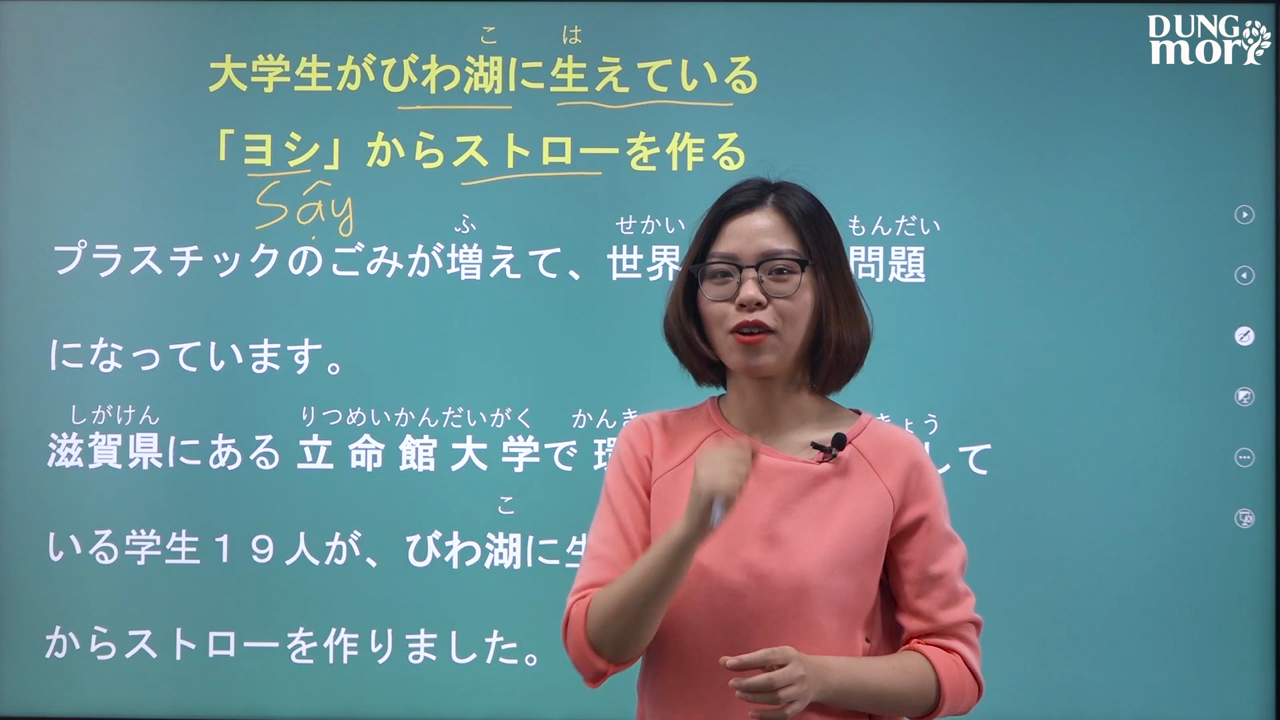 DUNG
mori
こ は
大学生がびわ湖に生えている
「ヨシ」からストローを作る
Sậy
ふ せかい もんだい
プラスチックのごみが増えて、世界 問題
になっています。
しがけん りつめいかんだいがく かんき きょう
滋賀県にある立命館大学で環 して
こ
いる学生１９人が、びわ湖に生
からストローを作りました。